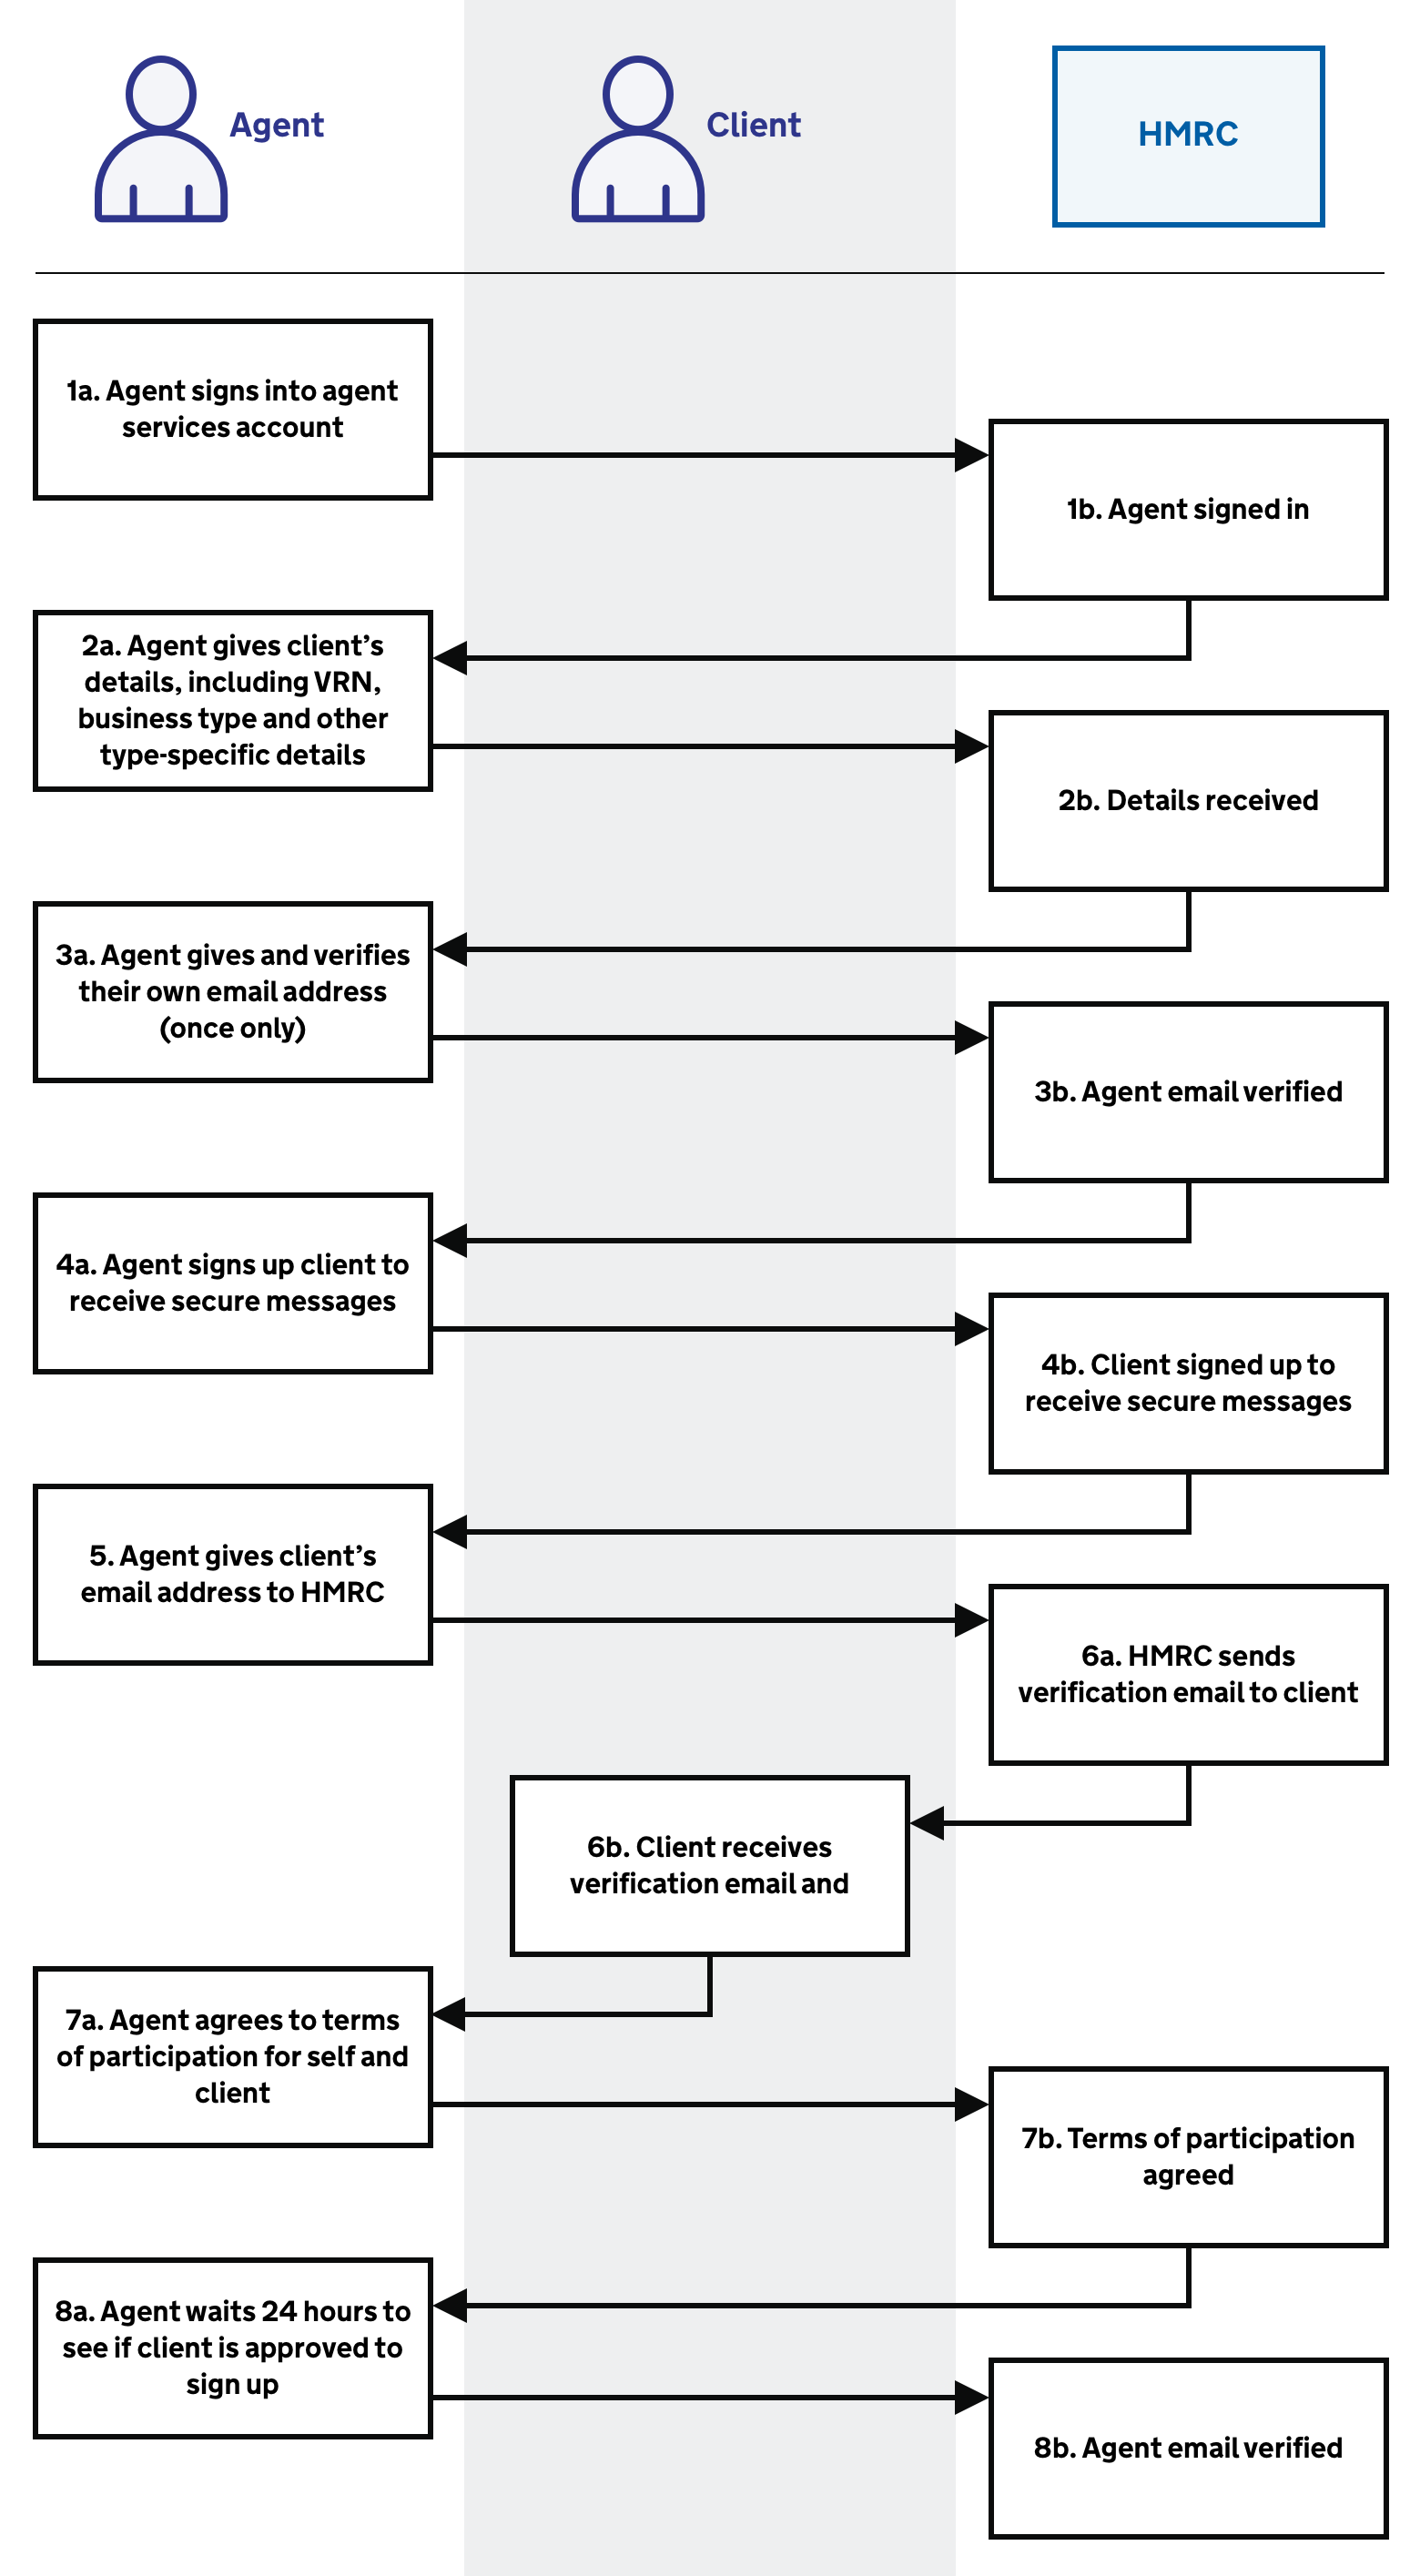 Agent
Client
HMRC
1a. Agent signs into agent
services account
1b. Agent signed in
2a. Agent gives client’s
details, including VRN,
business type and other
type-specific details
2b. Details received
3a. Agent gives and verifies
their own email address
(once only)
3b. Agent email verified
4a. Agent signs up client to
receive secure messages
4b. Client signed up to
receive secure messages
5. Agent gives client’s
email address to HMRC
6a. HMRC sends
verification email to client
6b. Client receives
verification email and
7a. Agent agrees to terms
of participation for self and
client
7b. Terms of participation
agreed
8a. Agent waits 24 hours to
see if client is approved to
sign up
8b. Agent email verified